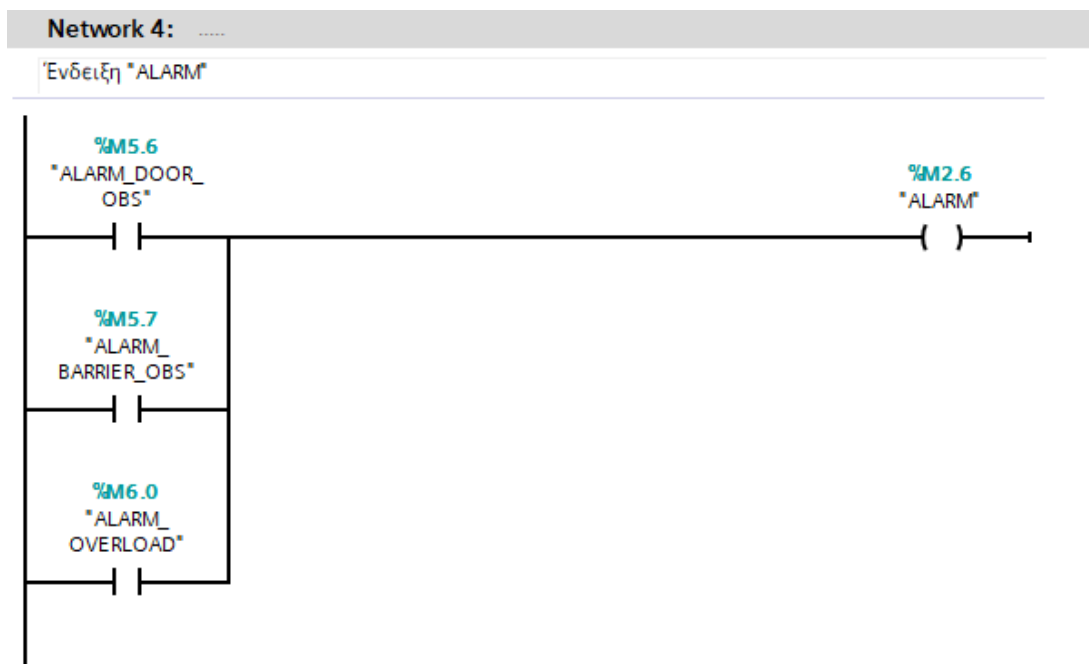 Network 4: .....
Ένδειξη "ALARM"
%M5.6
"ALARM_DOOR_
OBS"
%M2.6
"ALARM"
%M5.7
"ALARM_
BARRIER_OBS"
%M6.0
"ALARM_
OVERLOAD"